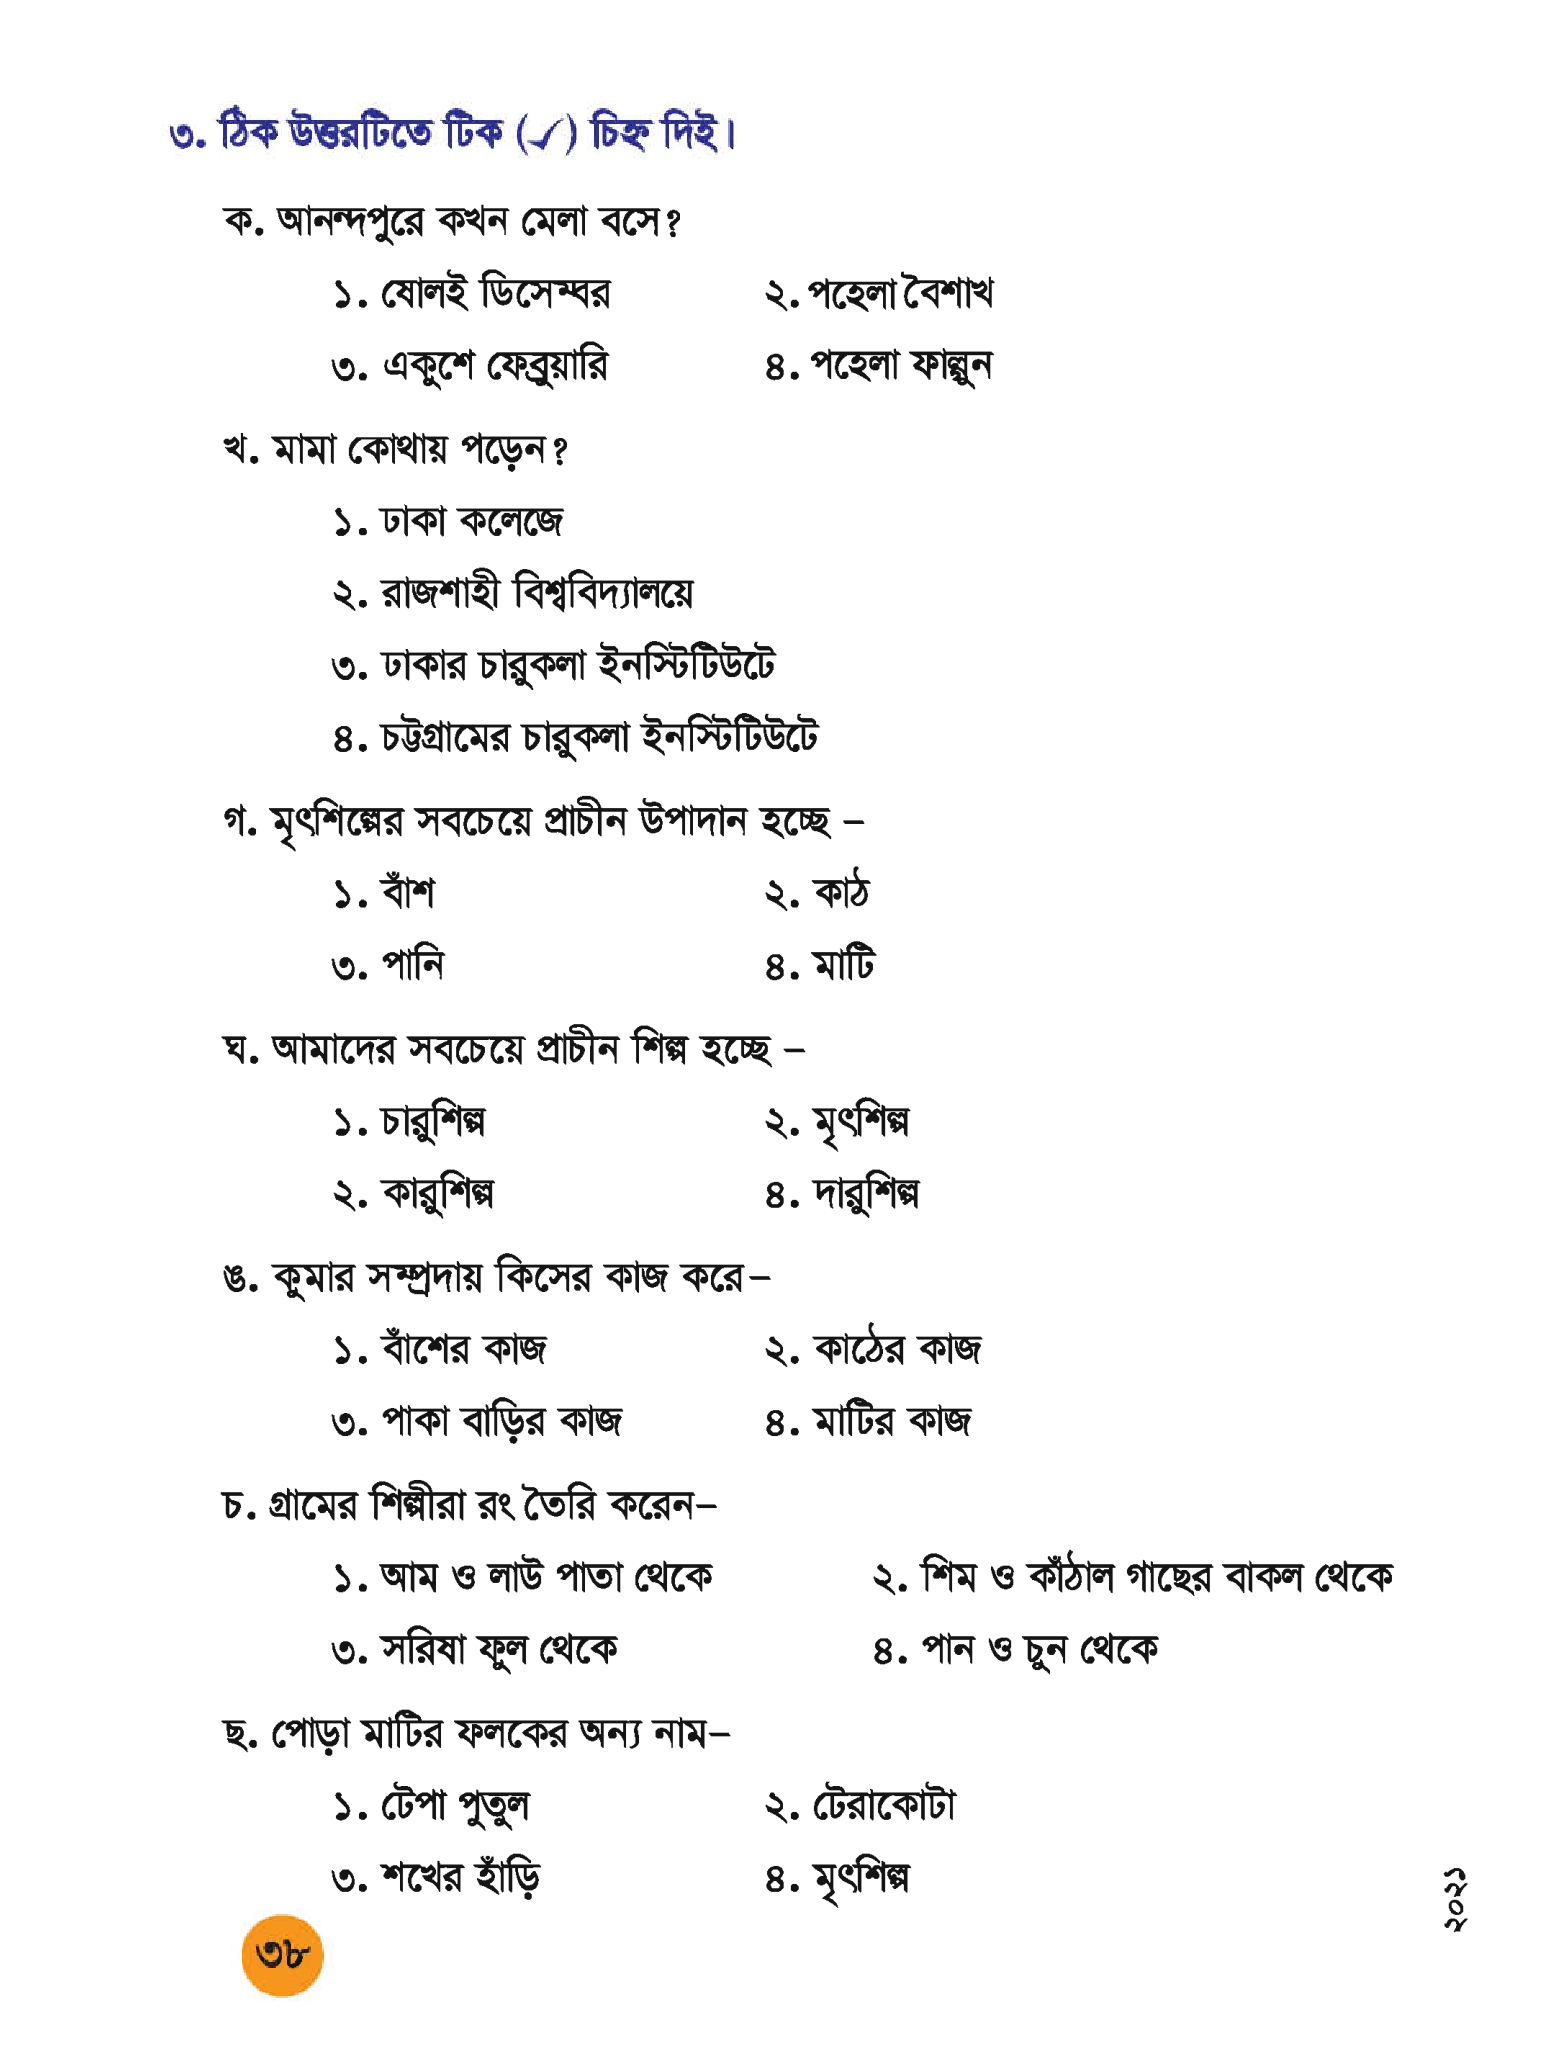 ৩. ঠিক উত্তরটিতে টিক (✓) চিহ্ন দিই।
ক. আনন্দপুরে কখন মেলা বসে?
১. ষোলই ডিসেম্বর ২. পহেলা বৈশাখ
৩. একুশে ফেব্রুয়ারি ৪. পহেলা ফাল্গুন
খ. মামা কোথায় পড়েন?
১. ঢাকা কলেজে
২. রাজশাহী বিশ্ববিদ্যালয়ে
৩. ঢাকার চারুকলা ইনস্টিটিউটে
৪. চট্টগ্রামের চারুকলা ইনস্টিটিউটে
গ. মৃৎশিল্পের সবচেয়ে প্রাচীন উপাদান হচ্ছে –
১. বাঁশ ২. কাঠ
৩. পানি ৪. মাটি
ঘ. আমাদের সবচেয়ে প্রাচীন শিল্প হচ্ছে –
১. চারুশিল্প ২. মৃৎশিল্প
২. কারুশিল্প ৪. দারুশিল্প
ঙ. কুমার সম্প্রদায় কিসের কাজ করে–
১. বাঁশের কাজ ২. কাঠের কাজ
৩. পাকা বাড়ির কাজ ৪. মাটির কাজ
চ. গ্রামের শিল্পীরা রং তৈরি করেন–
১. আম ও লাউ পাতা থেকে ২. শিম ও কাঁঠাল গাছের বাকল থেকে
৩. সরিষা ফুল থেকে ৪. পান ও চুন থেকে
ছ. পোড়া মাটির ফলকের অন্য নাম–
১. টেপা পুতুল ২. টেরাকোটা
৩. শখের হাঁড়ি ৪. মৃৎশিল্প
৩৮
২০২১